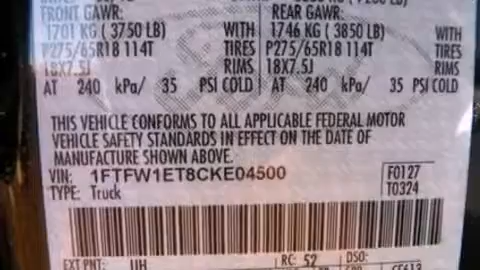 FRONT GAWR: REAR GAWR:
1701 KG ( 3750 LB) WITH 1746 KG ( 3850 LB) WITH
P275/65R18 114T TIRES P275/65R18 114T TIRES
18X7.5J RIMS 18X7.5J RIMS
AT 240 kPa/ 35 PSI COLD AT 240 kPa/ 35 PSI COLD
THIS VEHICLE CONFORMS TO ALL APPLICABLE FEDERAL MOTOR
VEHICLE SAFETY STANDARDS IN EFFECT ON THE DATE OF
MANUFACTURE SHOWN ABOVE.
VIN: 1FTFW1ET8CKE04500 F0127
TYPE: Truck T0324
EXT PNT: UH RC: 52 DSO: